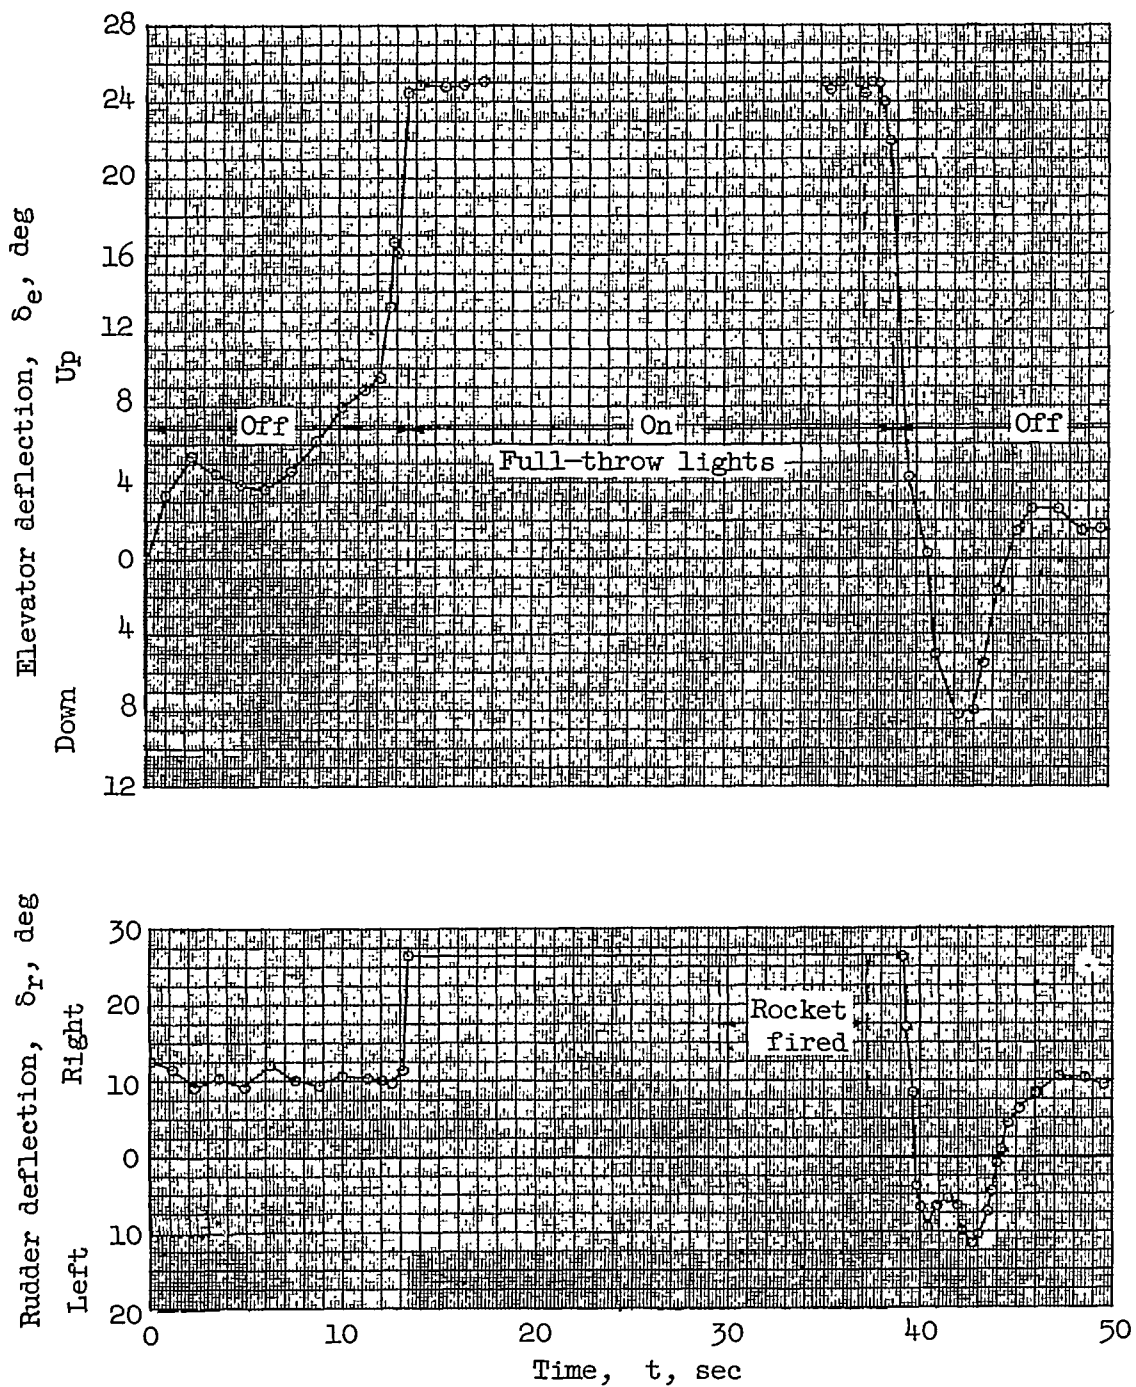 28
24
20
16
12
8
4
0
4
8
12
Elevator deflection, δe, deg
Up
Down
Off
On
Off
Full-throw lights
30
20
10
0
10
20
Rudder deflection, δr, deg
Right
Left
Rocket
fired
0
10
20
30
40
50
Time, t, sec